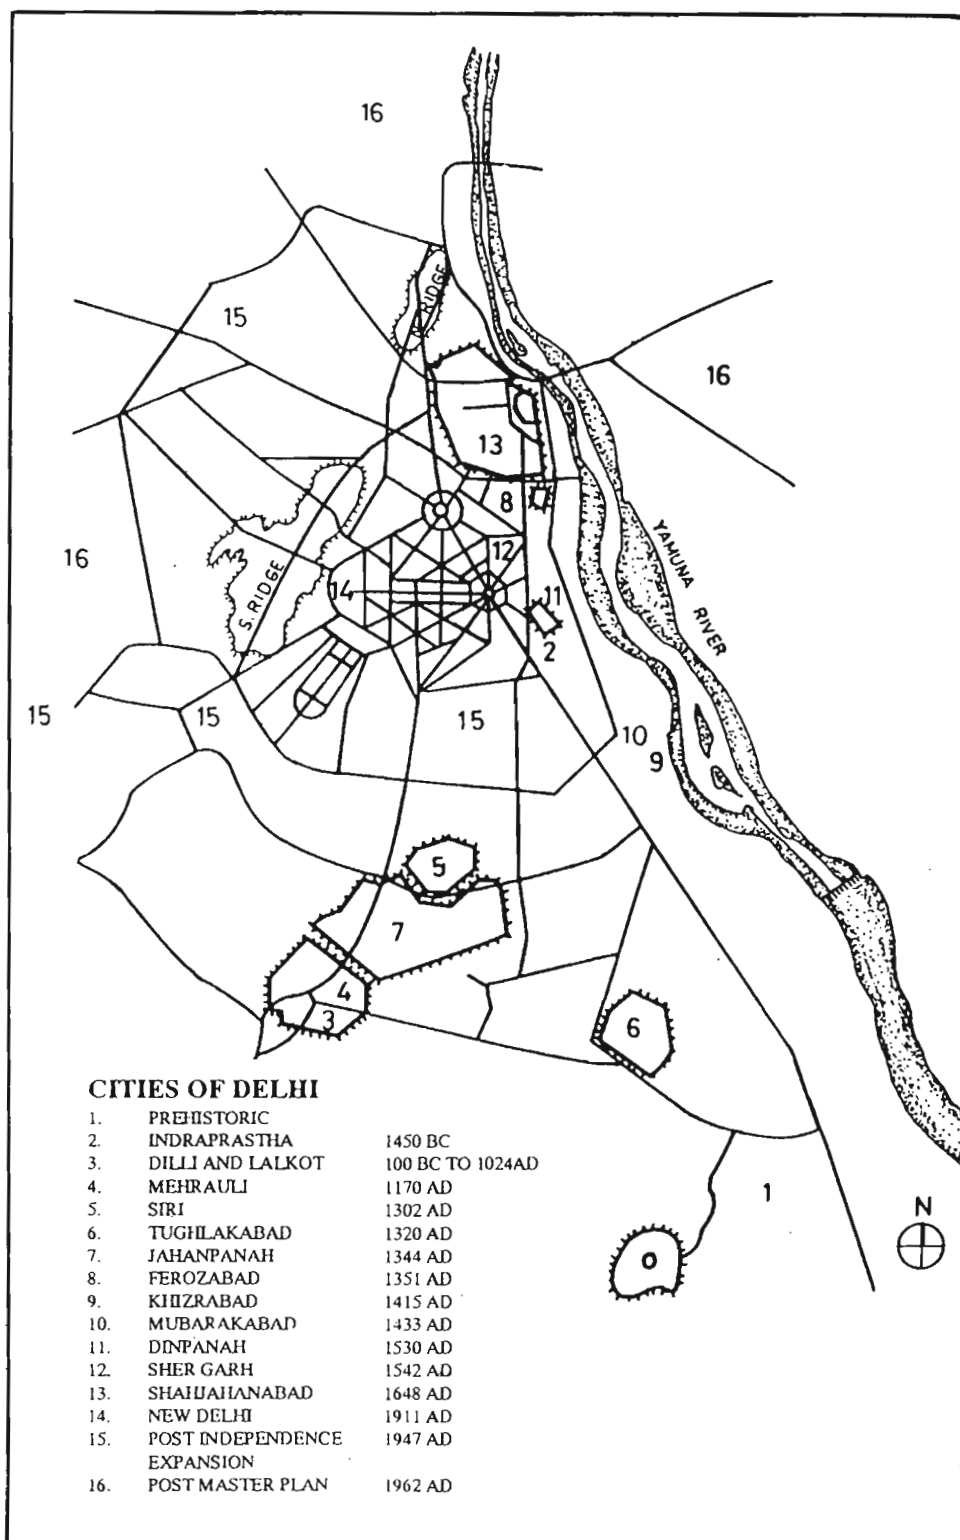 16
N. RIDGE
15
16
13
8
12
16
14
11
S. RIDGE
2
YAMUNA RIVER
15
15
15
10
9
5
7
4
3
6
CITIES OF DELHI
1. PREHISTORIC
2. INDRAPRASTHA 1450 BC
3. DILLI AND LALKOT 100 BC TO 1024AD
4. MEHRAULI 1170 AD
5. SIRI 1302 AD
6. TUGHLAKABAD 1320 AD
7. JAHANPANAH 1344 AD
8. FEROZABAD 1351 AD
9. KHIZRABAD 1415 AD
10. MUBARAKABAD 1433 AD
11. DINPANAH 1530 AD
12. SHER GARH 1542 AD
13. SHAHJAHANABAD 1648 AD
14. NEW DELHI 1911 AD
15. POST INDEPENDENCE 1947 AD
EXPANSION
16. POST MASTER PLAN 1962 AD
1
N
0